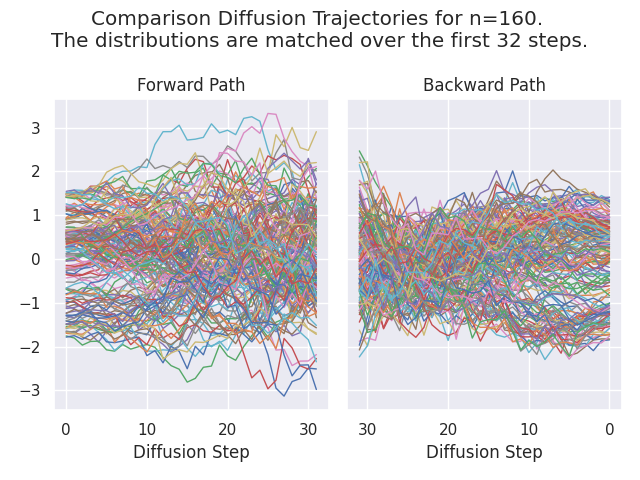 Comparison Diffusion Trajectories for n=160.
The distributions are matched over the first 32 steps.
Forward Path
Backward Path
3
2
1
0
−1
−2
−3
0 10 20 30
30 20 10 0
Diffusion Step
Diffusion Step